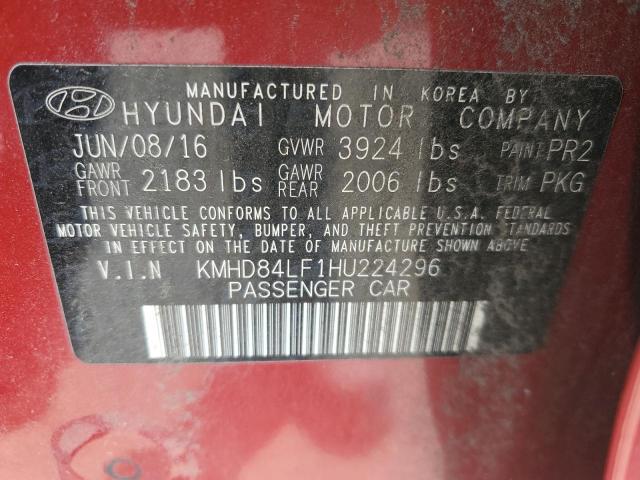 MANUFACTURED IN KOREA BY
HYUNDAI MOTOR COMPANY
JUN/08/16 GVWR 3924 lbs PAINT PR2
GAWR FRONT 2183 lbs GAWR REAR 2006 lbs TRIM PKG
THIS VEHICLE CONFORMS TO ALL APPLICABLE U.S.A. FEDERAL
MOTOR VEHICLE SAFETY, BUMPER, AND THEFT PREVENTION STANDARDS
IN EFFECT ON THE DATE OF MANUFACTURE SHOWN ABOVE.
V.I.N KMHD84LF1HU224296
PASSENGER CAR